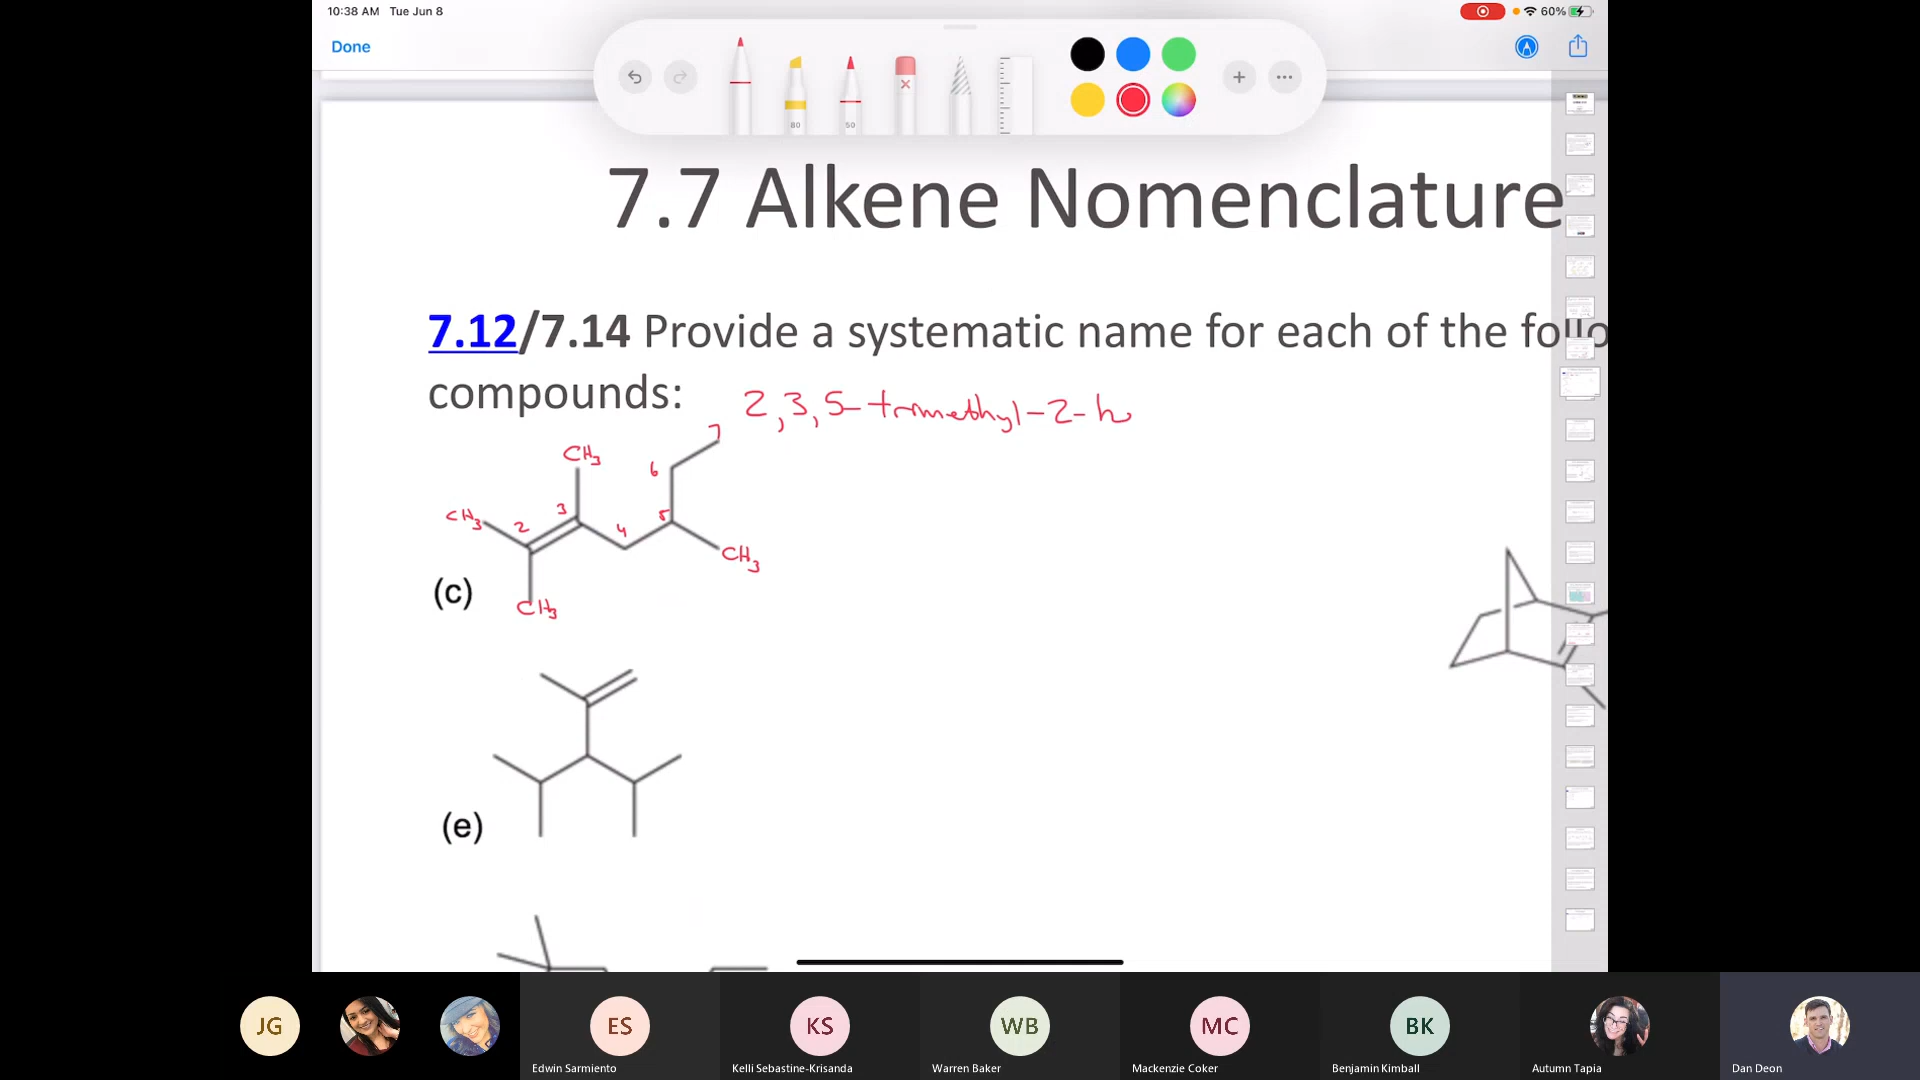 10:38 AM Tue Jun 8
60%
Done
80
50
7.7 Alkene Nomenclature
7.12/7.14 Provide a systematic name for each of the follo
compounds:
2,3,5-trimethyl-2-h
CH3
7
6
CH3
2
3
4
5
CH3
(c)
CH3
(e)
JG
ES
KS
WB
MC
BK
Edwin Sarmiento
Kelli Sebastine-Krisanda
Warren Baker
Mackenzie Coker
Benjamin Kimball
Autumn Tapia
Dan Deon